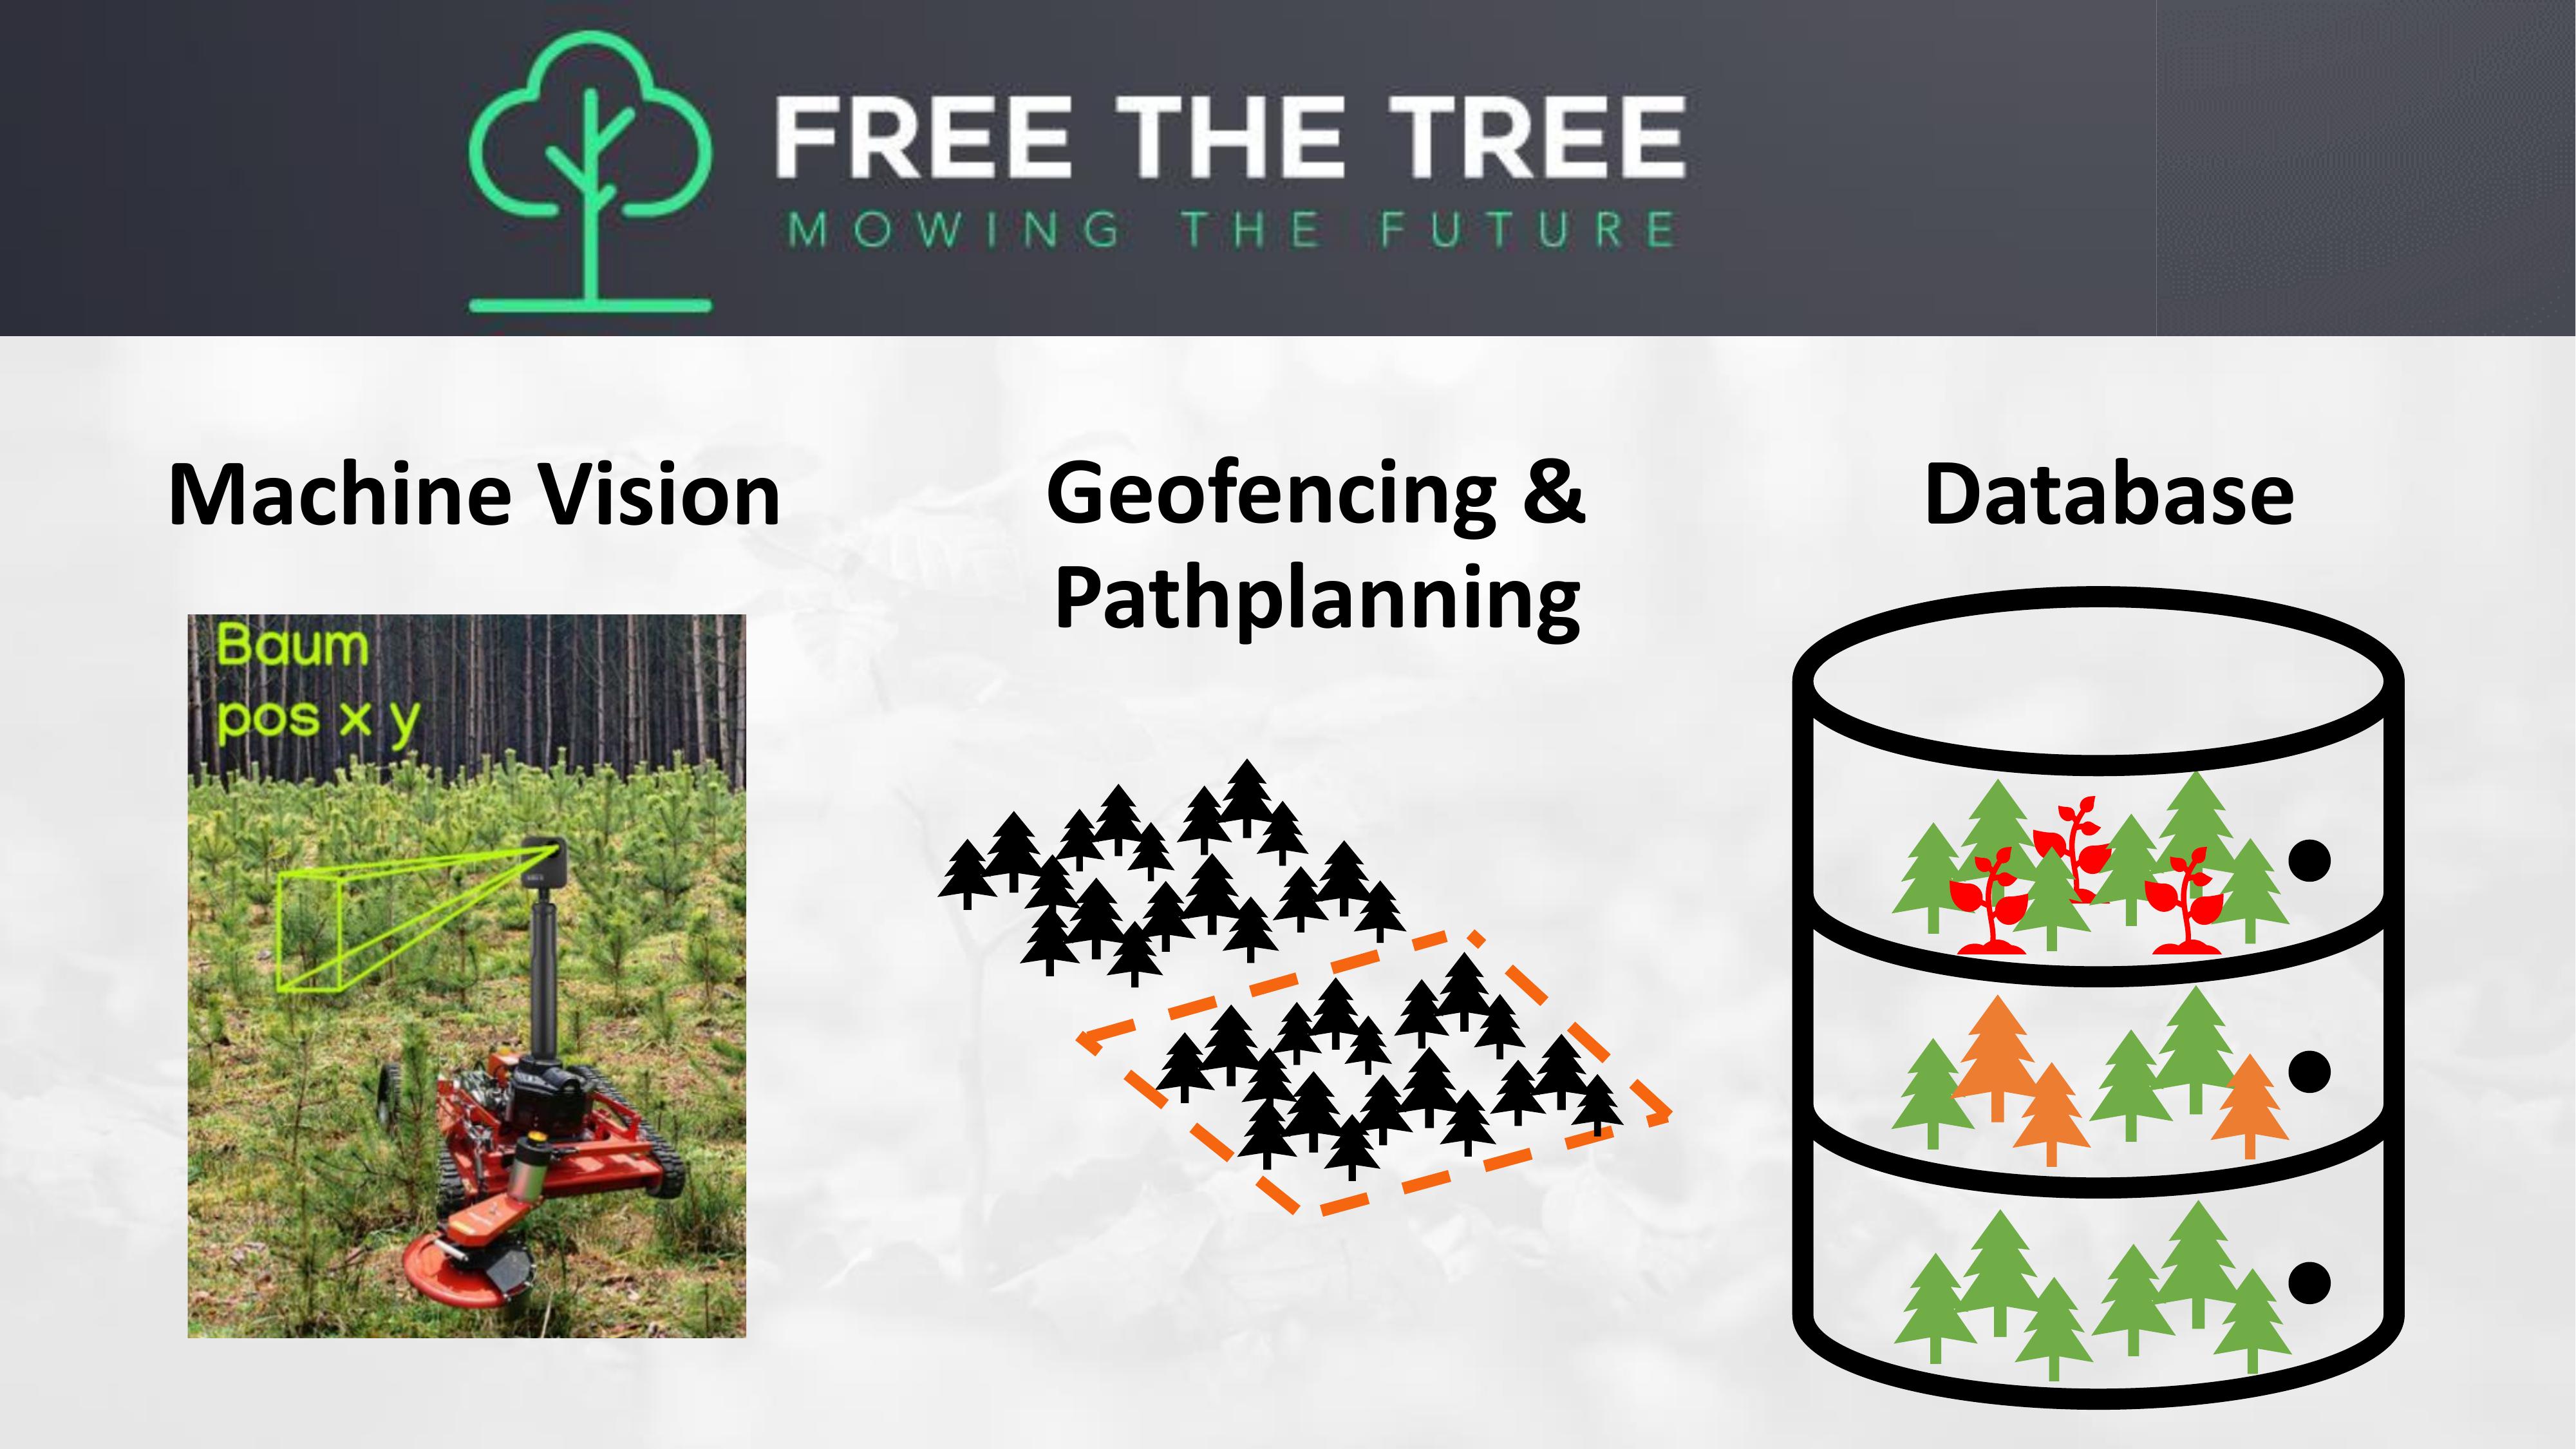 FREE THE TREE
MOWING THE FUTURE
Machine Vision
Geofencing &
Pathplanning
Database
Baum
pos x y